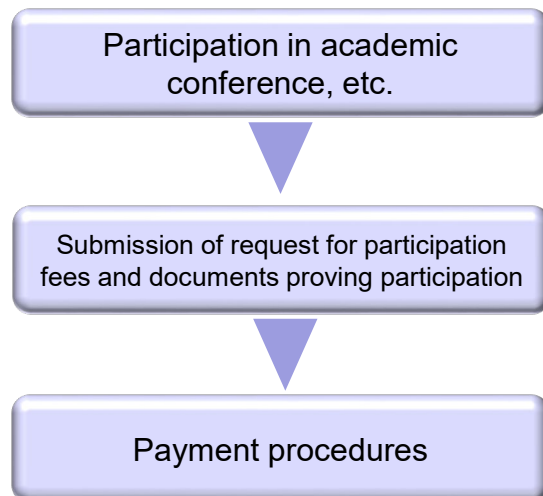 Participation in academic
conference, etc.
Submission of request for participation
fees and documents proving participation
Payment procedures